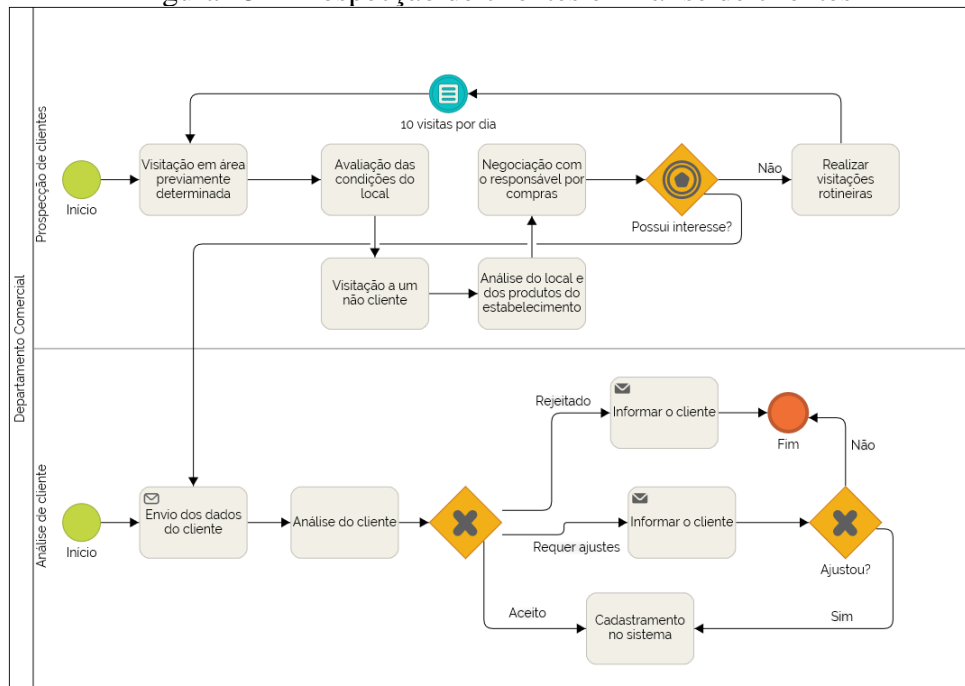 Departamento Comercial
Prospecção de clientes
10 visitas por dia
Início
Visitação em área
previamente
determinada
Avaliação das
condições do
local
Negociação com
o responsável por
compras
Possui interesse?
Não
Realizar
visitações
rotineiras
Visitação a um
não cliente
Análise do local e
dos produtos do
estabelecimento
Análise de cliente
Início
Envio dos dados
do cliente
Análise do cliente
Rejeitado
Informar o cliente
Fim
Não
Requer ajustes
Informar o cliente
Ajustou?
Aceito
Cadastramento
no sistema
Sim